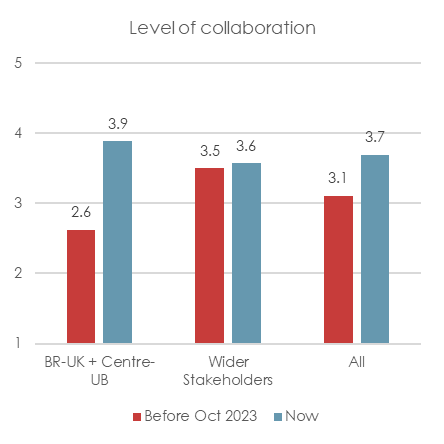 Level of collaboration
5
4
3
2
1
2.6
3.9
3.5
3.6
3.1
3.7
BR-UK + Centre-
UB
Wider
Stakeholders
All
Before Oct 2023
Now